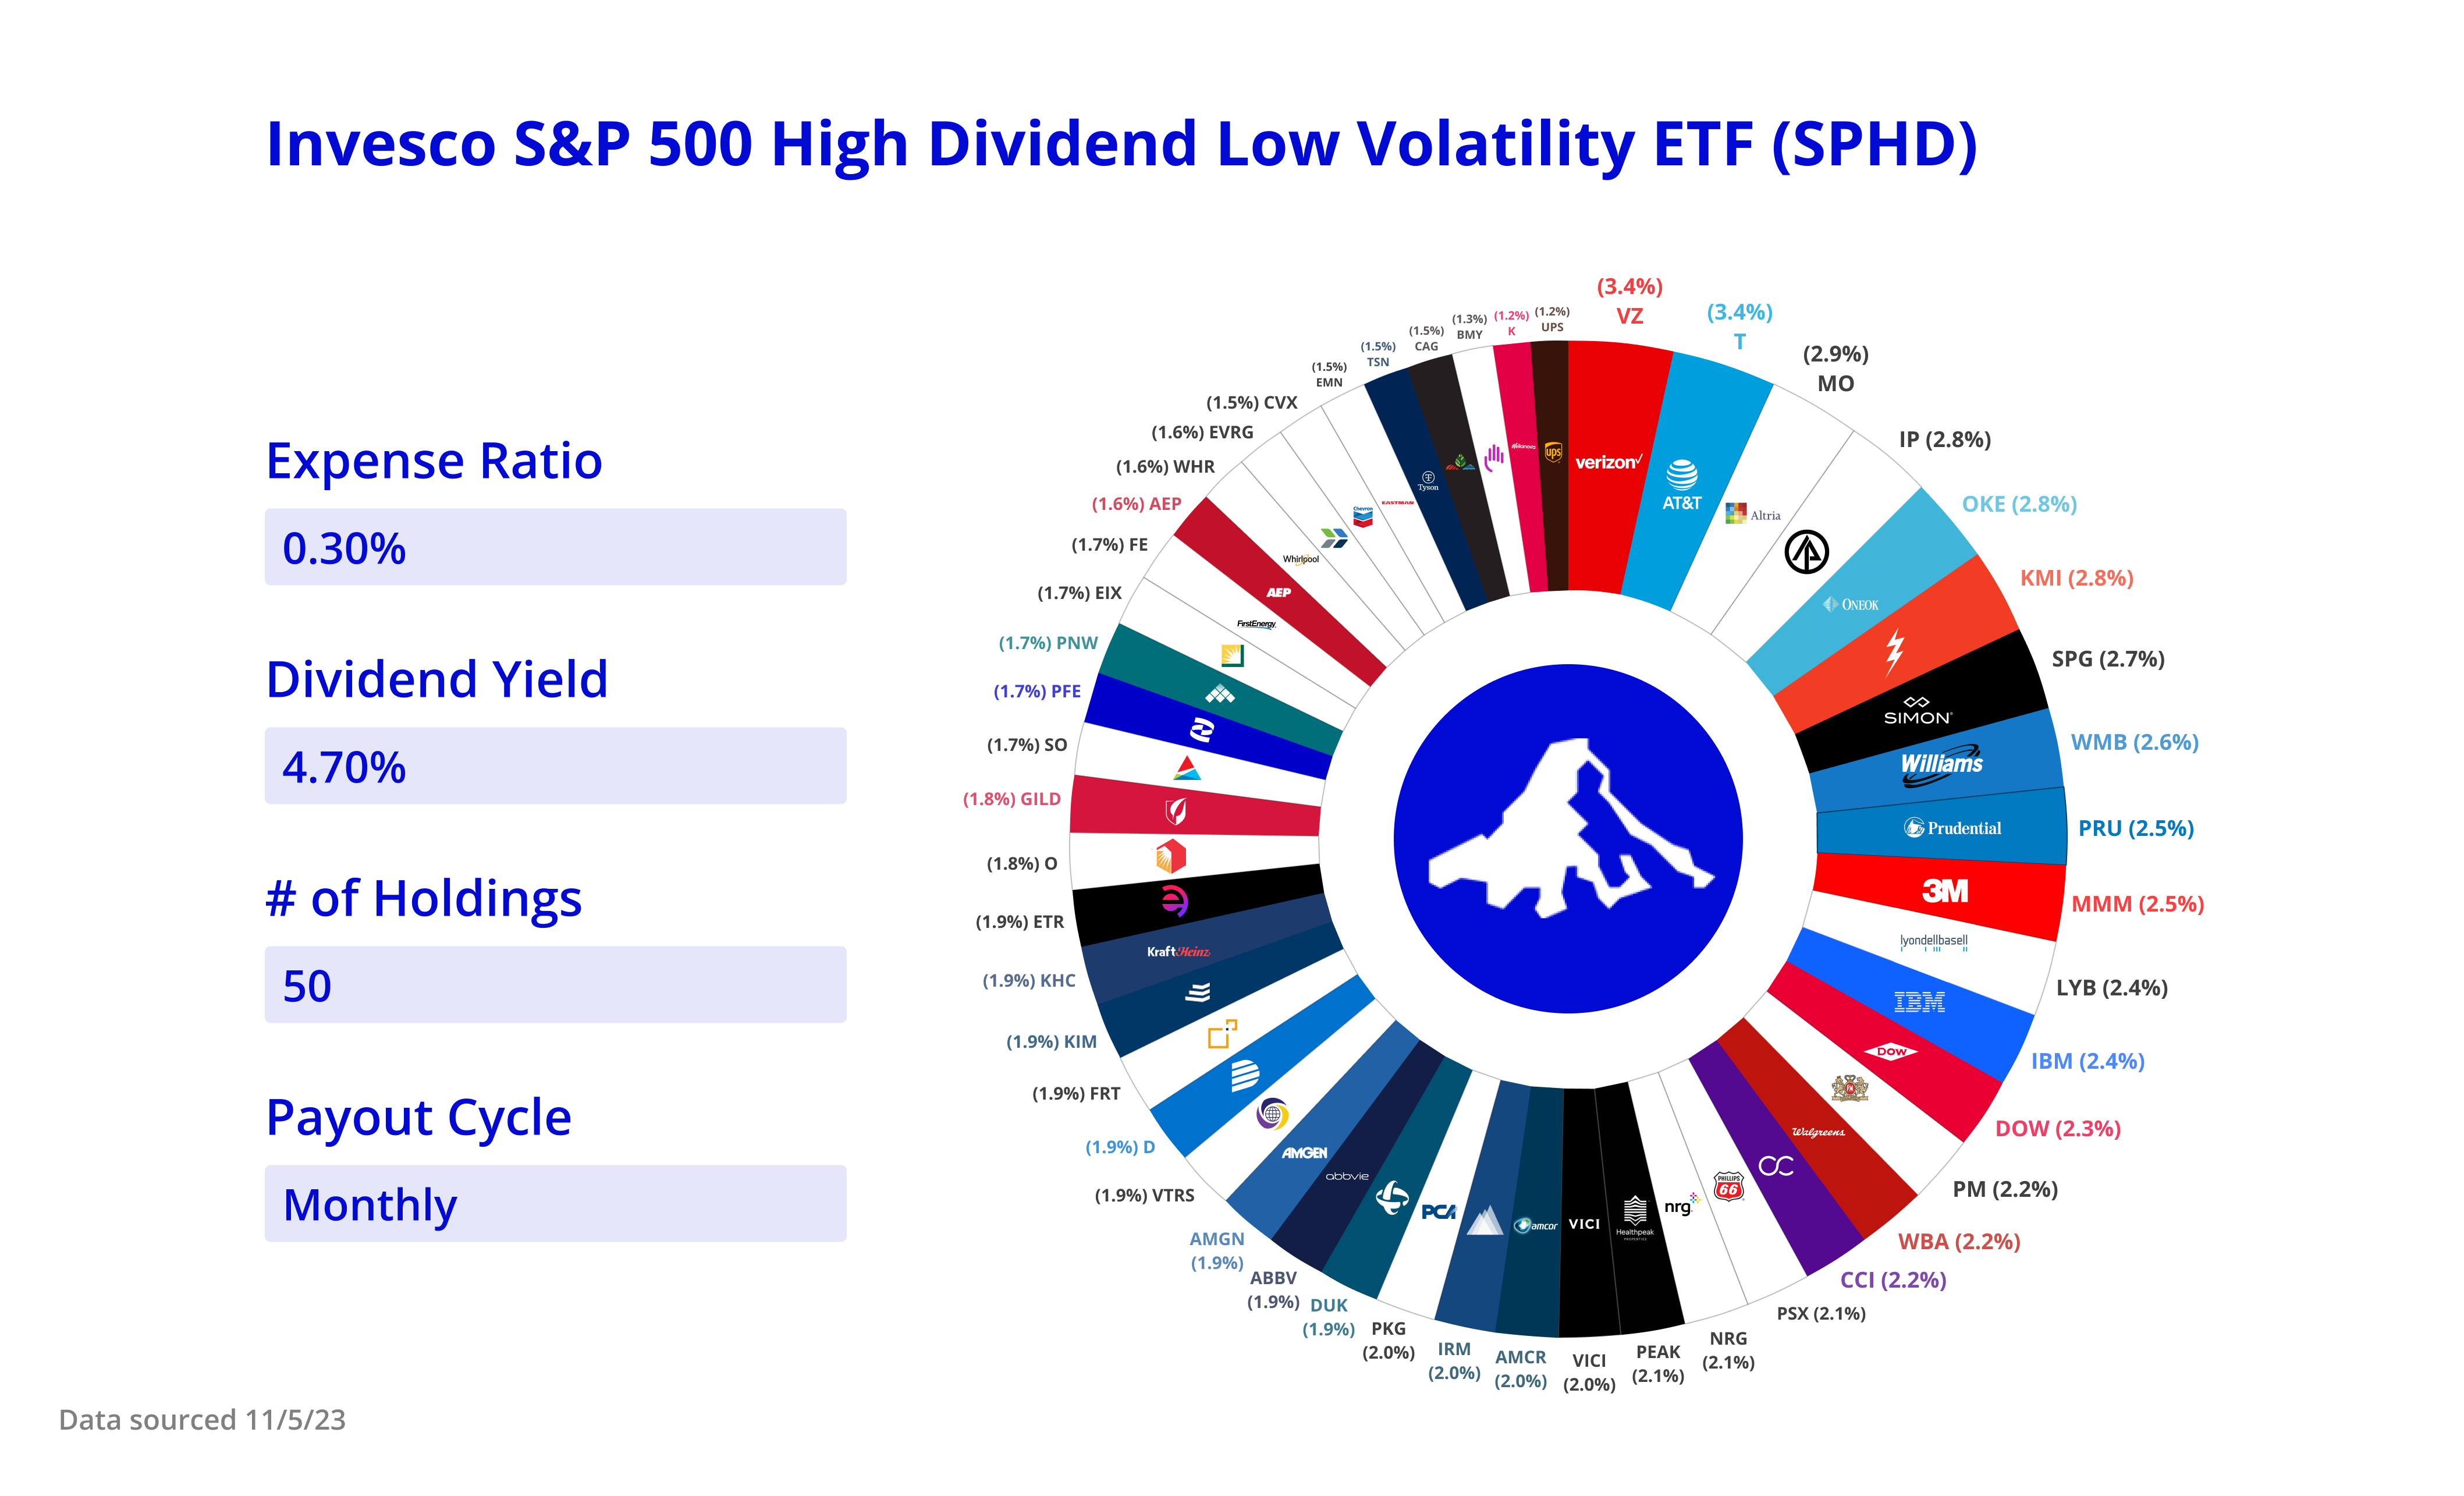 Invesco S&P 500 High Dividend Low Volatility ETF (SPHD)
Expense Ratio
0.30%
Dividend Yield
4.70%
# of Holdings
50
Payout Cycle
Monthly
Data sourced 11/5/23
(3.4%)
VZ
(3.4%)
T
(2.9%)
MO
IP (2.8%)
OKE (2.8%)
KMI (2.8%)
SPG (2.7%)
WMB (2.6%)
PRU (2.5%)
MMM (2.5%)
LYB (2.4%)
IBM (2.4%)
DOW (2.3%)
PM (2.2%)
WBA (2.2%)
CCI (2.2%)
PSX (2.1%)
NRG
(2.1%)
PEAK
(2.1%)
VICI
(2.0%)
AMCR
(2.0%)
IRM
(2.0%)
PKG
(2.0%)
DUK
(1.9%)
ABBV
(1.9%)
AMGN
(1.9%)
(1.9%) VTRS
(1.9%) D
(1.9%) FRT
(1.9%) KIM
(1.9%) KHC
(1.9%) ETR
(1.8%) O
(1.8%) GILD
(1.7%) SO
(1.7%) PFE
(1.7%) PNW
(1.7%) EIX
(1.7%) FE
(1.6%) AEP
(1.6%) WHR
(1.6%) EVRG
(1.5%) CVX
(1.5%)
EMN
(1.5%)
TSN
(1.5%)
CAG
(1.3%)
BMY
(1.2%)
K
(1.2%)
UPS
verizon
AT&T
Altria
ONEOK
SIMON
Williams
Prudential
3M
lyondellbasell
IBM
DOW
Walgreens
CC
PHILLIPS
66
nrg
Healthpeak
PROPERTIES
VICI
amcor
PCA
abbvie
AMGEN
Kraft Heinz
FirstEnergy
AEP
Whirlpool
Chevron
EASTMAN
Tyson
Kellanova
ups